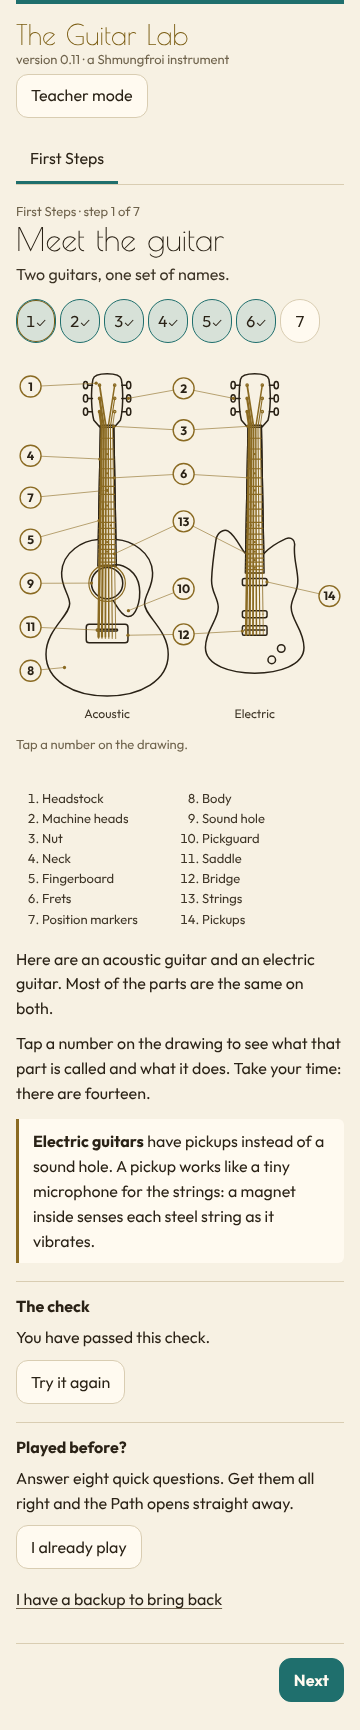 The Guitar Lab
version 0.11 · a Shmungfroi instrument
Teacher mode
First Steps
First Steps · step 1 of 7
Meet the guitar
Two guitars, one set of names.
1✓ 2✓ 3✓ 4✓ 5✓ 6✓ 7
1
2
3
4
6
7
13
5
9
10
14
11
12
8
Acoustic
Electric
Tap a number on the drawing.
1. Headstock
2. Machine heads
3. Nut
4. Neck
5. Fingerboard
6. Frets
7. Position markers
8. Body
9. Sound hole
10. Pickguard
11. Saddle
12. Bridge
13. Strings
14. Pickups
Here are an acoustic guitar and an electric
guitar. Most of the parts are the same on
both.
Tap a number on the drawing to see what that
part is called and what it does. Take your time:
there are fourteen.
Electric guitars have pickups instead of a
sound hole. A pickup works like a tiny
microphone for the strings: a magnet
inside senses each steel string as it
vibrates.
The check
You have passed this check.
Try it again
Played before?
Answer eight quick questions. Get them all
right and the Path opens straight away.
I already play
I have a backup to bring back
Next